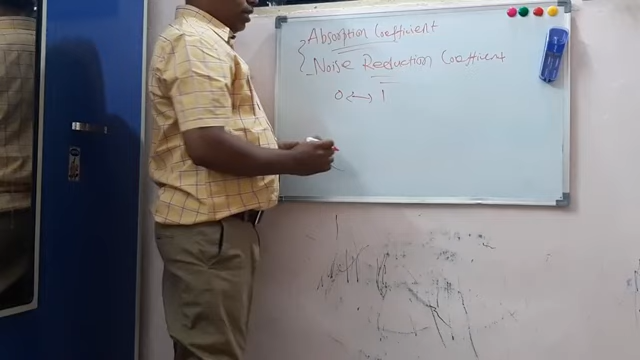 Absorption Coefficient
Noise Reduction Coefficient
0 ↔ 1